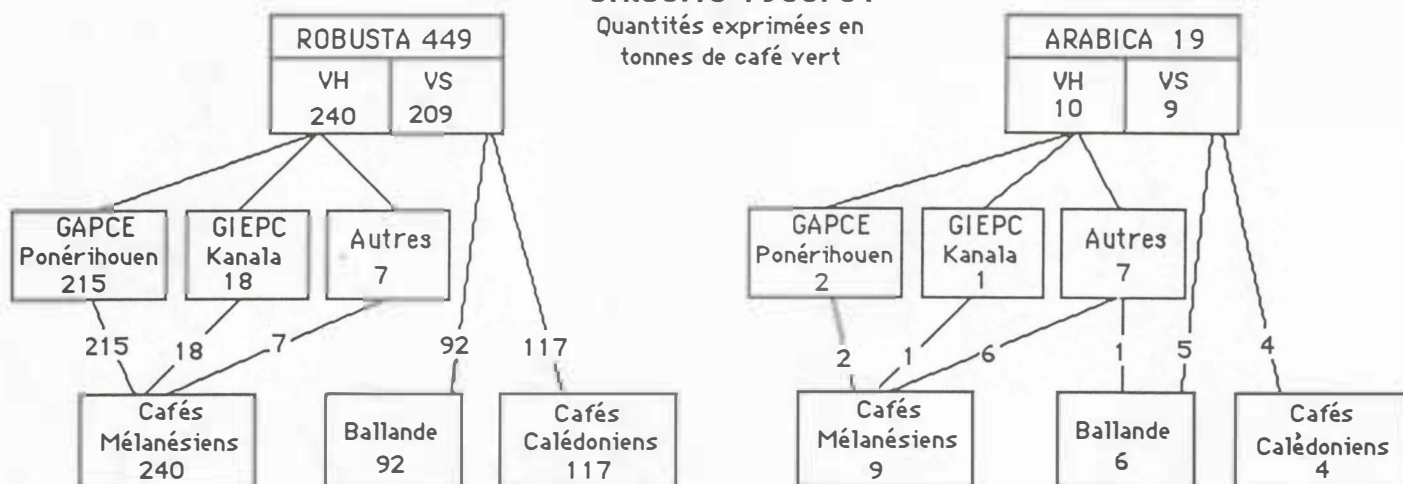 Quantités exprimées en
tonnes de café vert
ROBUSTA 449
VH
240
VS
209
GAPCE
Ponérihouen
215
GIEPC
Kanala
18
Autres
7
215
18
7
92
117
Cafés
Mélanésiens
240
Ballande
92
Cafés
Calédoniens
117
ARABICA 19
VH
10
VS
9
GAPCE
Ponérihouen
2
GIEPC
Kanala
1
Autres
7
2
1
6
1
5
4
Cafés
Mélanésiens
9
Ballande
6
Cafés
Calédoniens
4